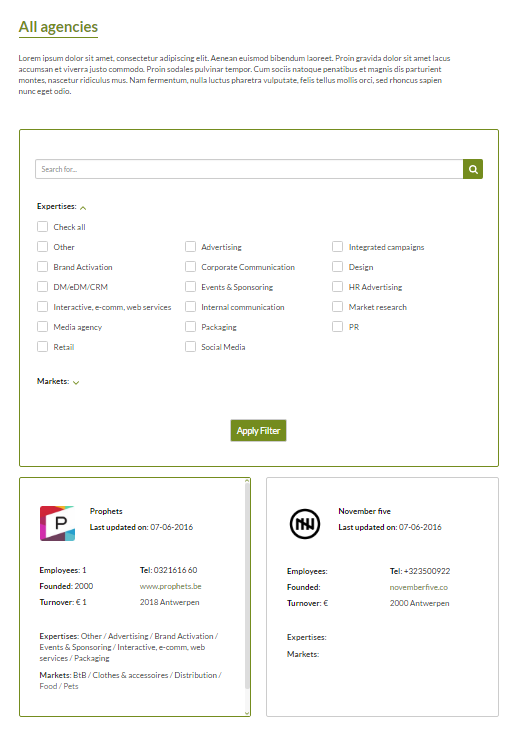 All agencies
Lorem ipsum dolor sit amet, consectetur adipiscing elit. Aenean euismod bibendum laoreet. Proin gravida dolor sit amet lacus
accumsan et viverra justo commodo. Proin sodales pulvinar tempor. Cum sociis natoque penatibus et magnis dis parturient
montes, nascetur ridiculus mus. Nam fermentum, nulla luctus pharetra vulputate, felis tellus mollis orci, sed rhoncus sapien
nunc eget odio.
Search for...
Expertises:
Check all
Other Advertising Integrated campaigns
Brand Activation Corporate Communication Design
DM/eDM/CRM Events & Sponsoring HR Advertising
Interactive, e-comm, web services Internal communication Market research
Media agency Packaging PR
Retail Social Media
Markets:
Apply Filter
P
Prophets
Last updated on: 07-06-2016
Employees: 1 Tel: 0321616 60
Founded: 2000 www.prophets.be
Turnover: € 1 2018 Antwerpen
Expertises: Other / Advertising / Brand Activation /
Events & Sponsoring / Interactive, e-comm, web
services / Packaging
Markets: BtB / Clothes & accessoires / Distribution /
Food / Pets
November five
Last updated on: 07-06-2016
Employees: Tel: +323500922
Founded: novemberfive.co
Turnover: € 2000 Antwerpen
Expertises:
Markets: